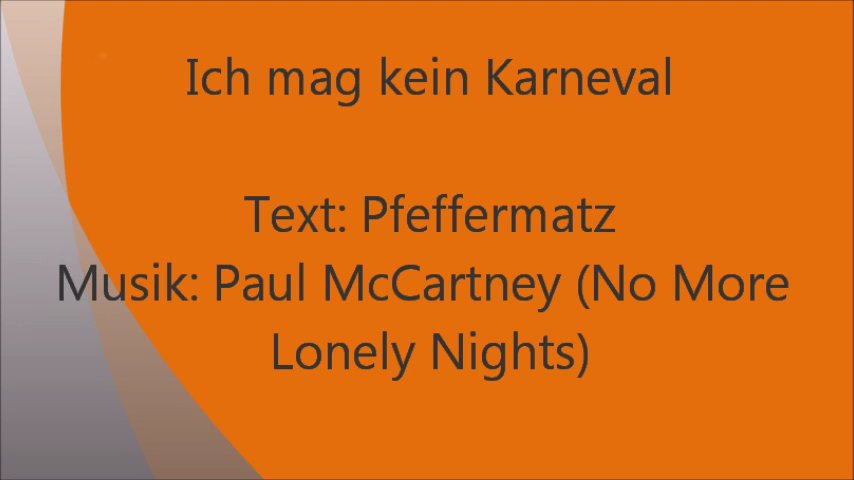 Ich mag kein Karneval
Text: Pfeffermatz
Musik: Paul McCartney (No More
Lonely Nights)